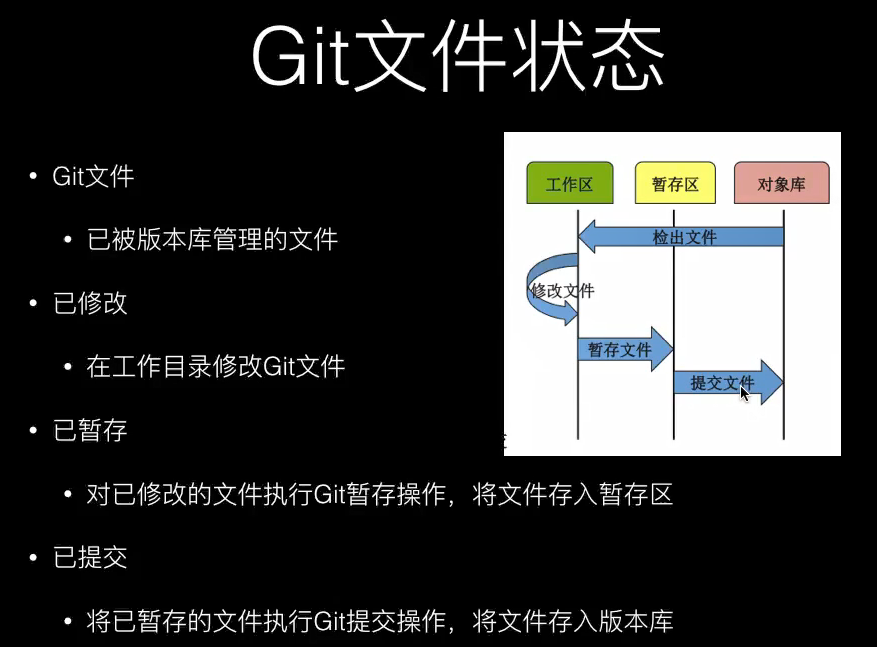 Git文件状态
• Git文件
• 已被版本库管理的文件
• 已修改
• 在工作目录修改Git文件
• 已暂存
• 对已修改的文件执行Git暂存操作，将文件存入暂存区
• 已提交
• 将已暂存的文件执行Git提交操作，将文件存入版本库
工作区 暂存区 对象库
检出文件
修改文件
暂存文件
提交文件